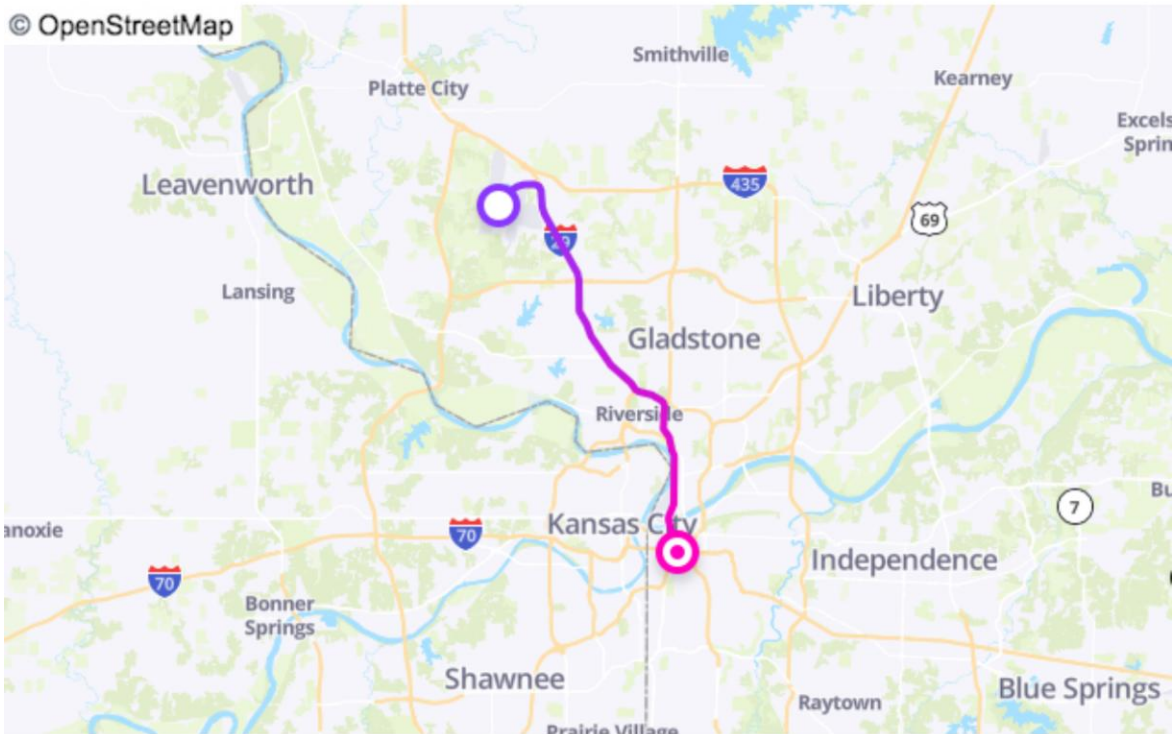 © OpenStreetMap
Smithville
Platte City
Kearney
Excels
Sprin
Leavenworth
435
69
29
Lansing
Liberty
Gladstone
Riverside
7
Bu
Kansas City
anoxie
70
Independence
70
Bonner
Springs
Shawnee
Blue Springs
Raytown
Prairie Village